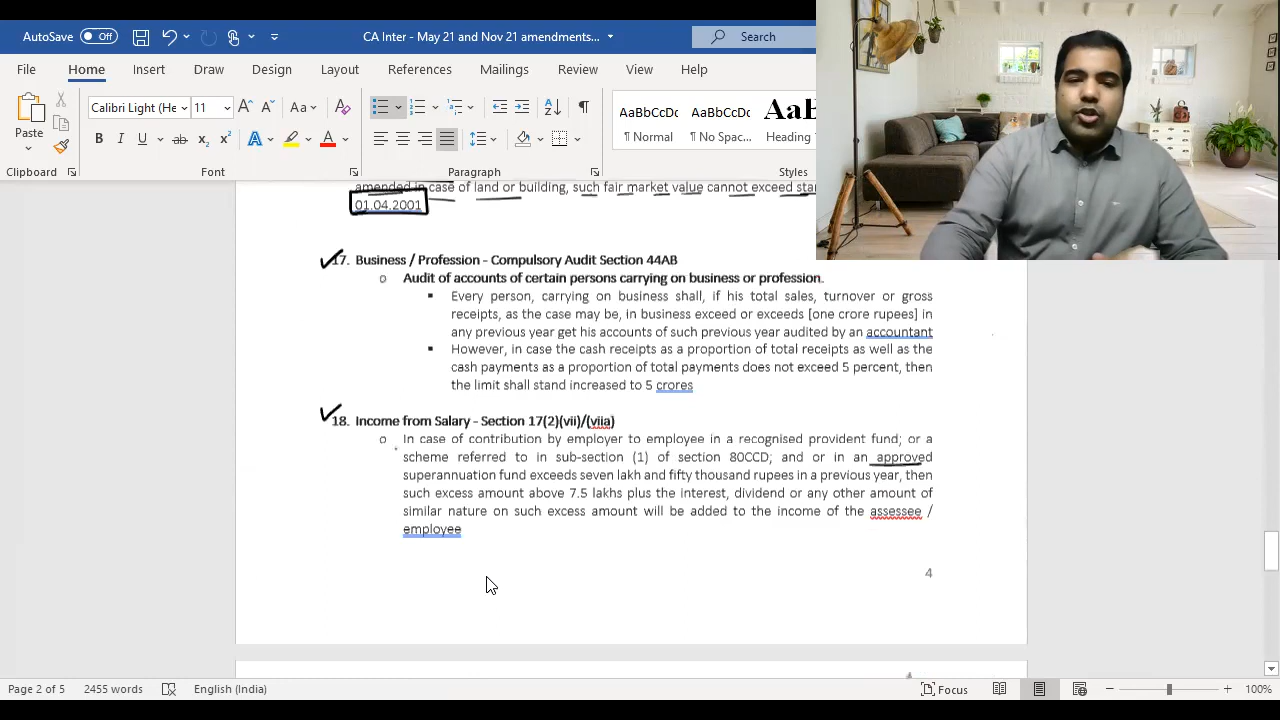 AutoSave Off
CA Inter - May 21 and Nov 21 amendments...
Search
File Home Insert Draw Design Layout References Mailings Review View Help
Paste
Calibri Light (He 11
Aa
B I U ab x₂ x²
AaBbCcDc AaBbCcDc AaB
¶ Normal ¶ No Spac... Heading
Clipboard Font Paragraph Styles
amended in case of land or building, such fair market value cannot exceed
01.04.2001
17. Business / Profession - Compulsory Audit Section 44AB
o Audit of accounts of certain persons carrying on business or profession.
▪ Every person, carrying on business shall, if his total sales, turnover or gross
receipts, as the case may be, in business exceed or exceeds [one crore rupees] in
any previous year get his accounts of such previous year audited by an accountant
▪ However, in case the cash receipts as a proportion of total receipts as well as the
cash payments as a proportion of total payments does not exceed 5 percent, then
the limit shall stand increased to 5 crores
18. Income from Salary - Section 17(2)(vii)/(viia)
o In case of contribution by employer to employee in a recognised provident fund; or a
scheme referred to in sub-section (1) of section 80CCD; and or in an approved
superannuation fund exceeds seven lakh and fifty thousand rupees in a previous year, then
such excess amount above 7.5 lakhs plus the interest, dividend or any other amount of
similar nature on such excess amount will be added to the income of the assessee /
employee
4
Page 2 of 5 2455 words English (India) Focus 100%